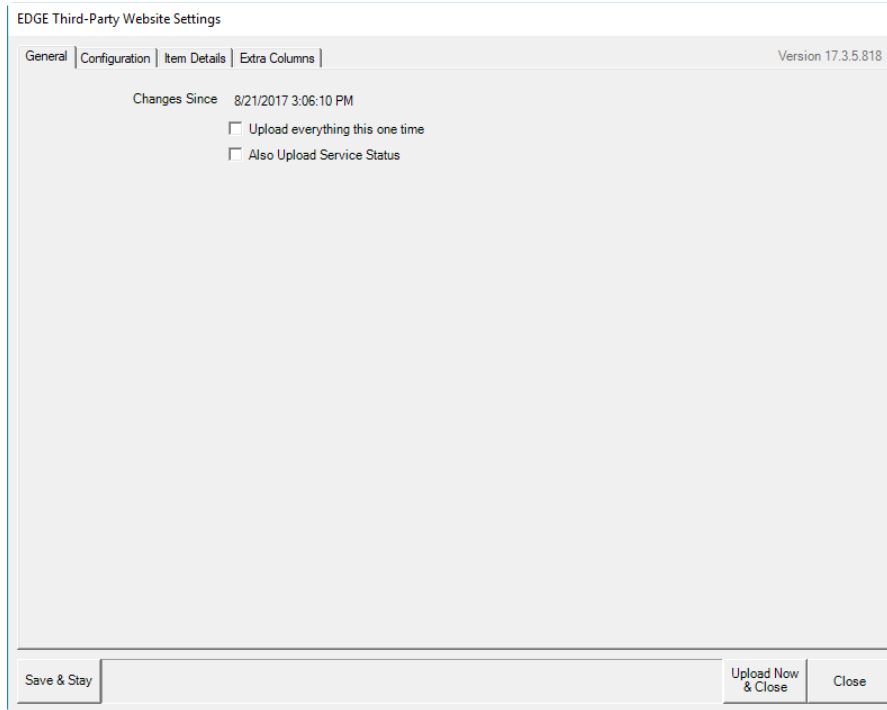 EDGE Third-Party Website Settings
General Configuration Item Details Extra Columns Version 17.3.5.818
Changes Since 8/21/2017 3:06:10 PM
Upload everything this one time
Also Upload Service Status
Save & Stay
Upload Now
& Close
Close